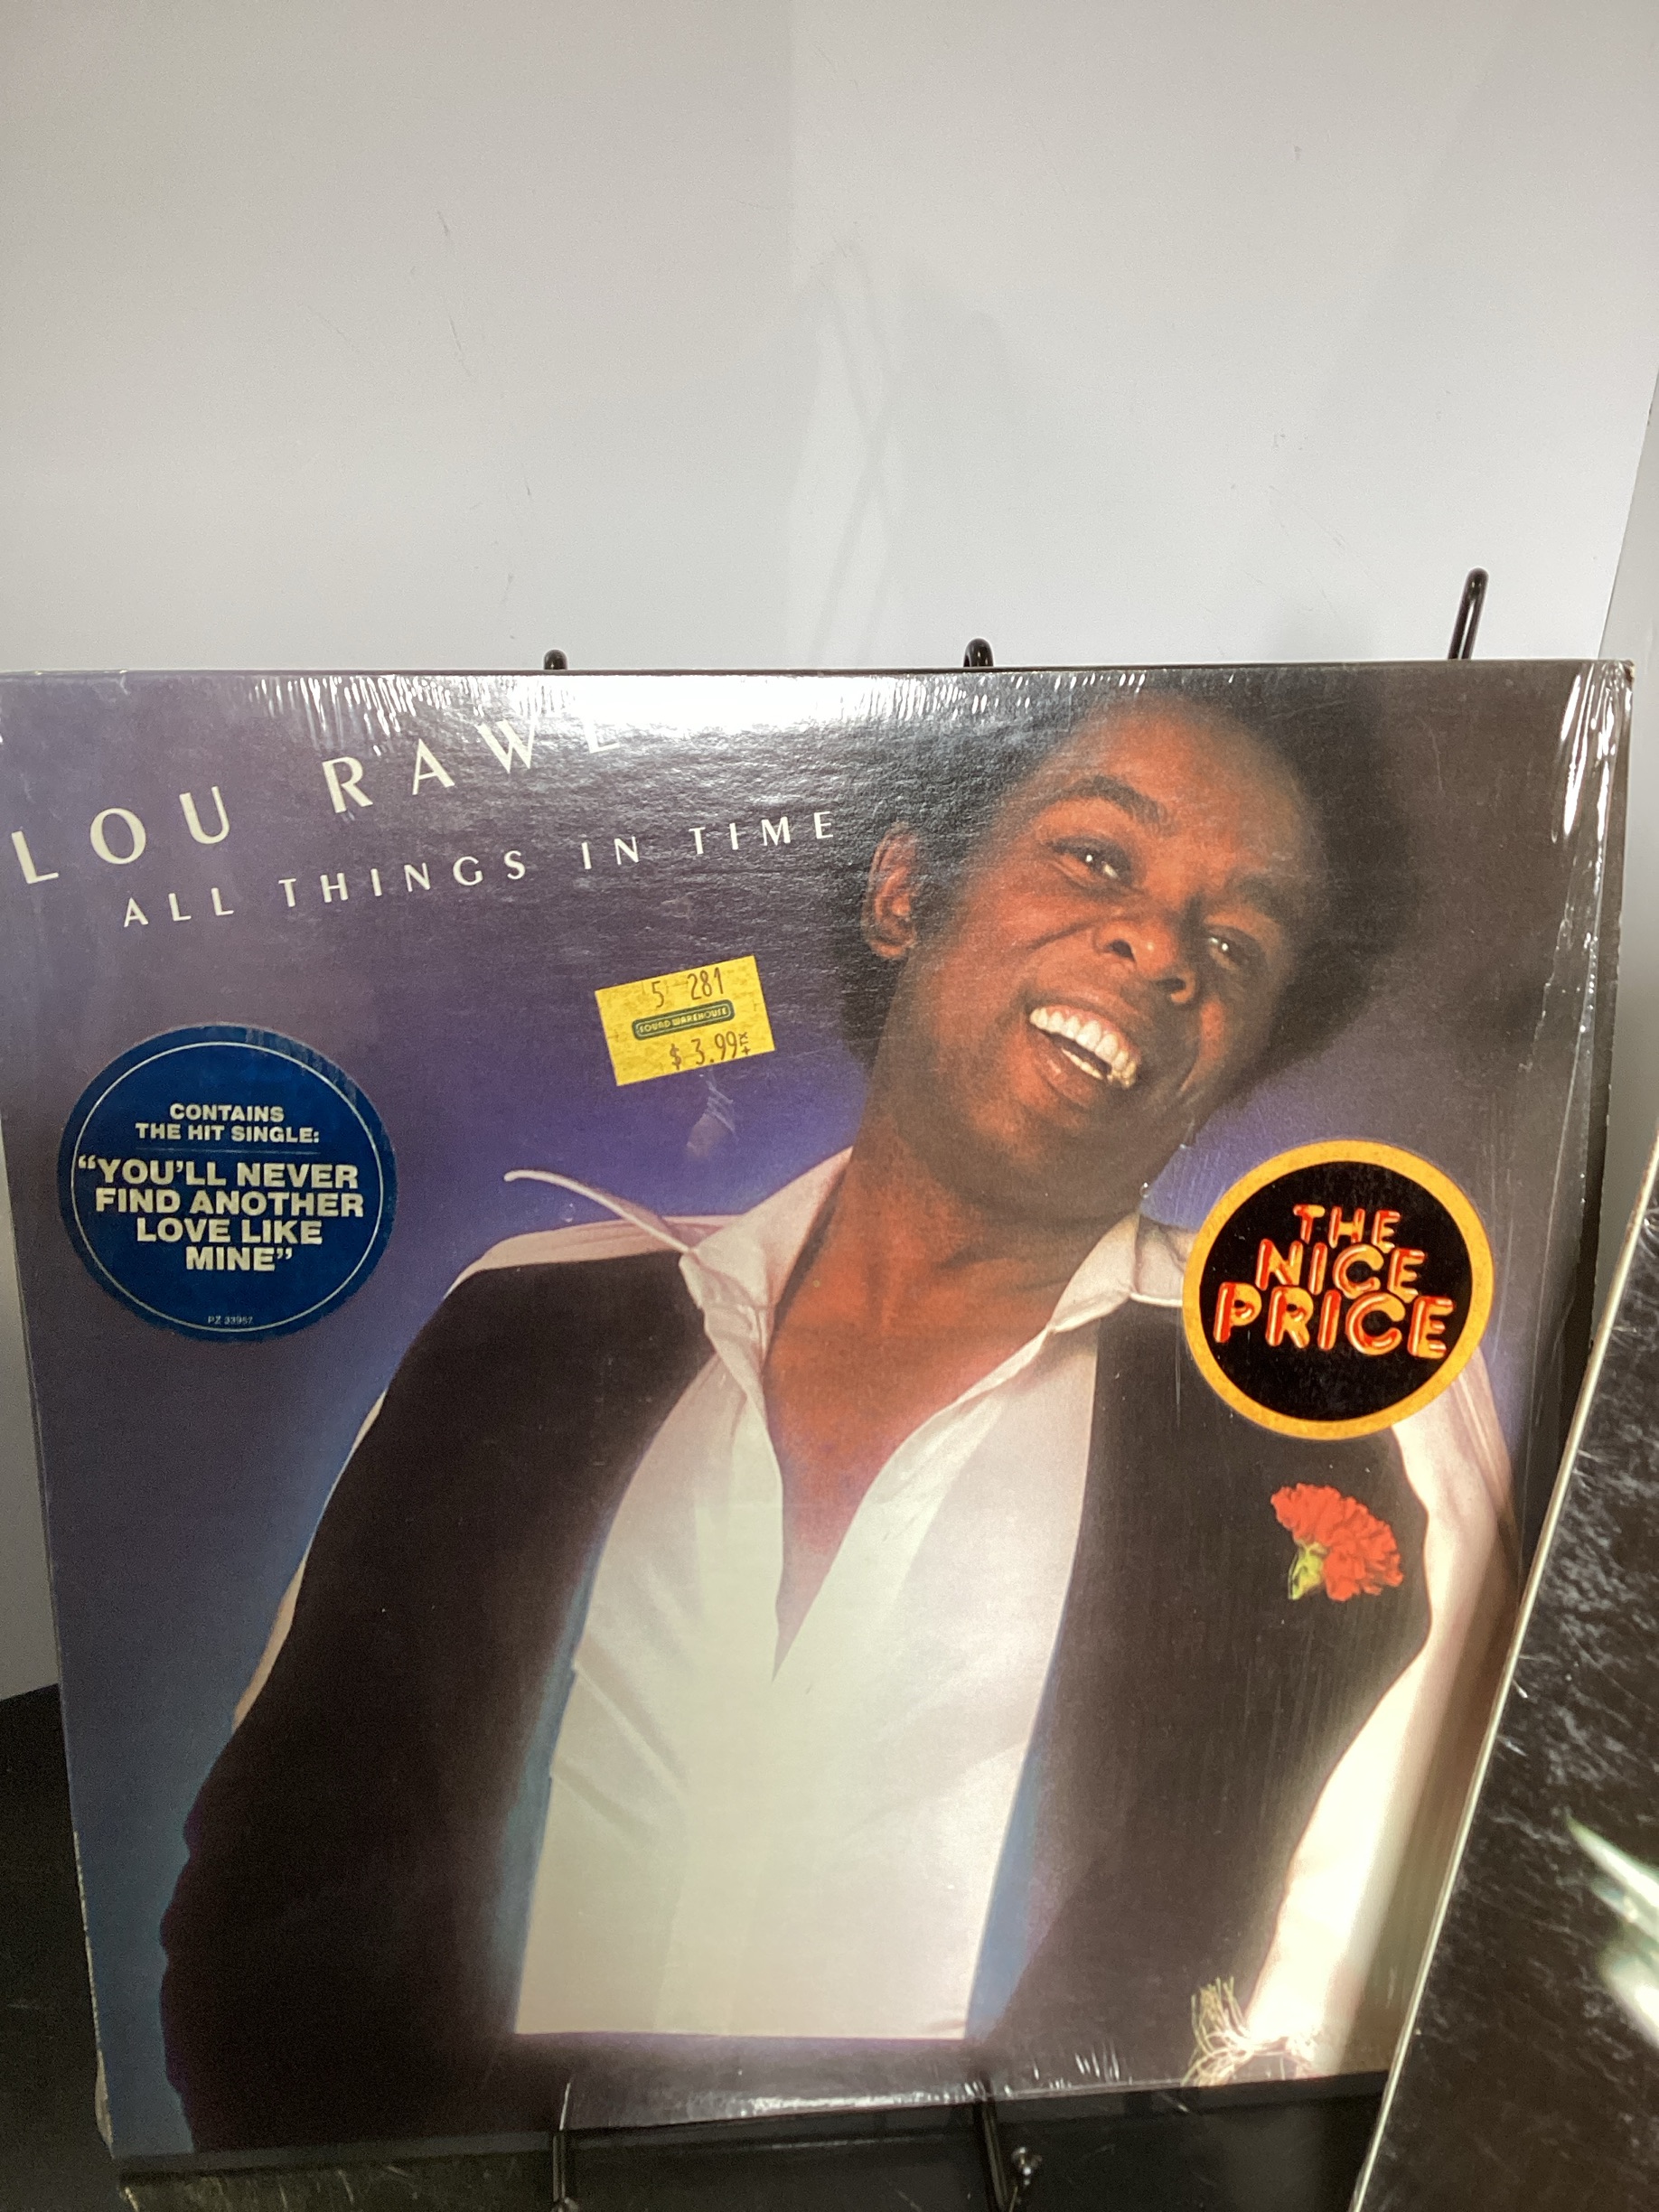 LOU RAWL
ALL THINGS IN TIME
5 281
SOUND WAREHOUSE
$ 3.99
CONTAINS
THE HIT SINGLE:
“YOU'LL NEVER
FIND ANOTHER
LOVE LIKE
MINE”
PZ 33957
THE
NICE
PRICE